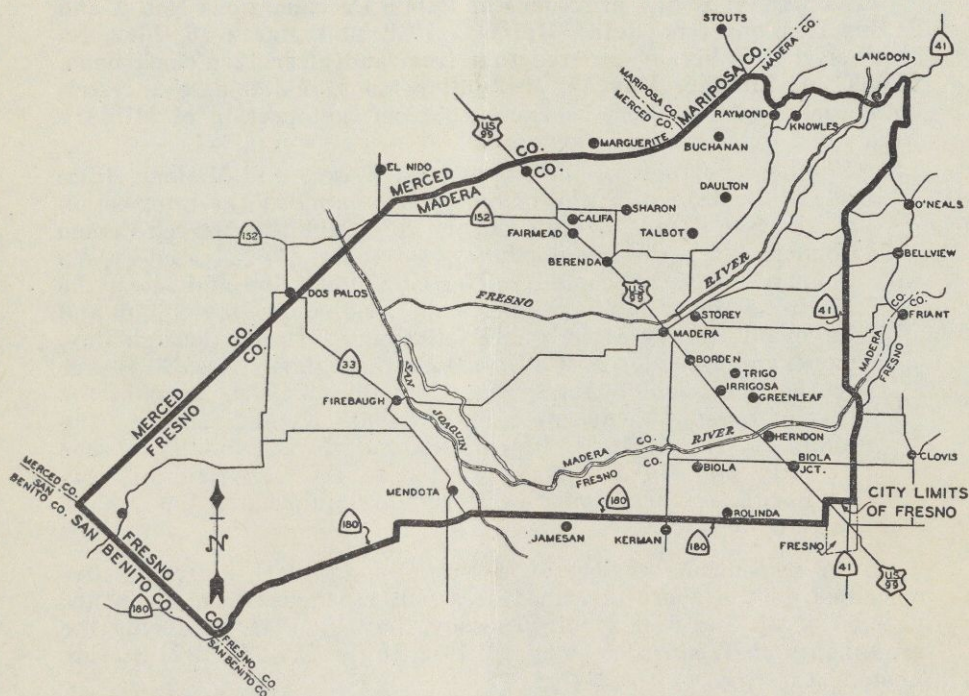 STOUTS
MARIPOSA CO.
MADERA CO.
41
LANGDON
MARIPOSA CO.
MERCED CO.
MARIPOSA CO.
US
99
RAYMOND
KNOWLES
MARGUERITE
BUCHANAN
EL NIDO
MERCED CO.
MADERA CO.
DAULTON
152
SHARON
CALIFA
FAIRMEAD
TALBOT
O'NEALS
152
BERENDA
RIVER
BELLVIEW
US
99
DOS PALOS
FRESNO
STOREY
41
MADERA CO.
FRESNO CO.
FRIANT
MADERA
MERCED CO.
FRESNO CO.
33
BORDEN
TRIGO
IRRIGOSA
GREENLEAF
SAN
JOAQUIN
FIREBAUGH
RIVER
HERNDON
MADERA CO.
FRESNO CO.
BIOLA
BIOLA
JCT.
CLOVIS
MERCED CO.
SAN
BENITO CO.
MENDOTA
CITY LIMITS
OF FRESNO
FRESNO
SAN BENITO CO.
N
180
180
ROLINDA
JAMESAN
KERMAN
180
FRESNO
41
US
99
180
CO.
FRESNO CO
SAN BENITO CO.